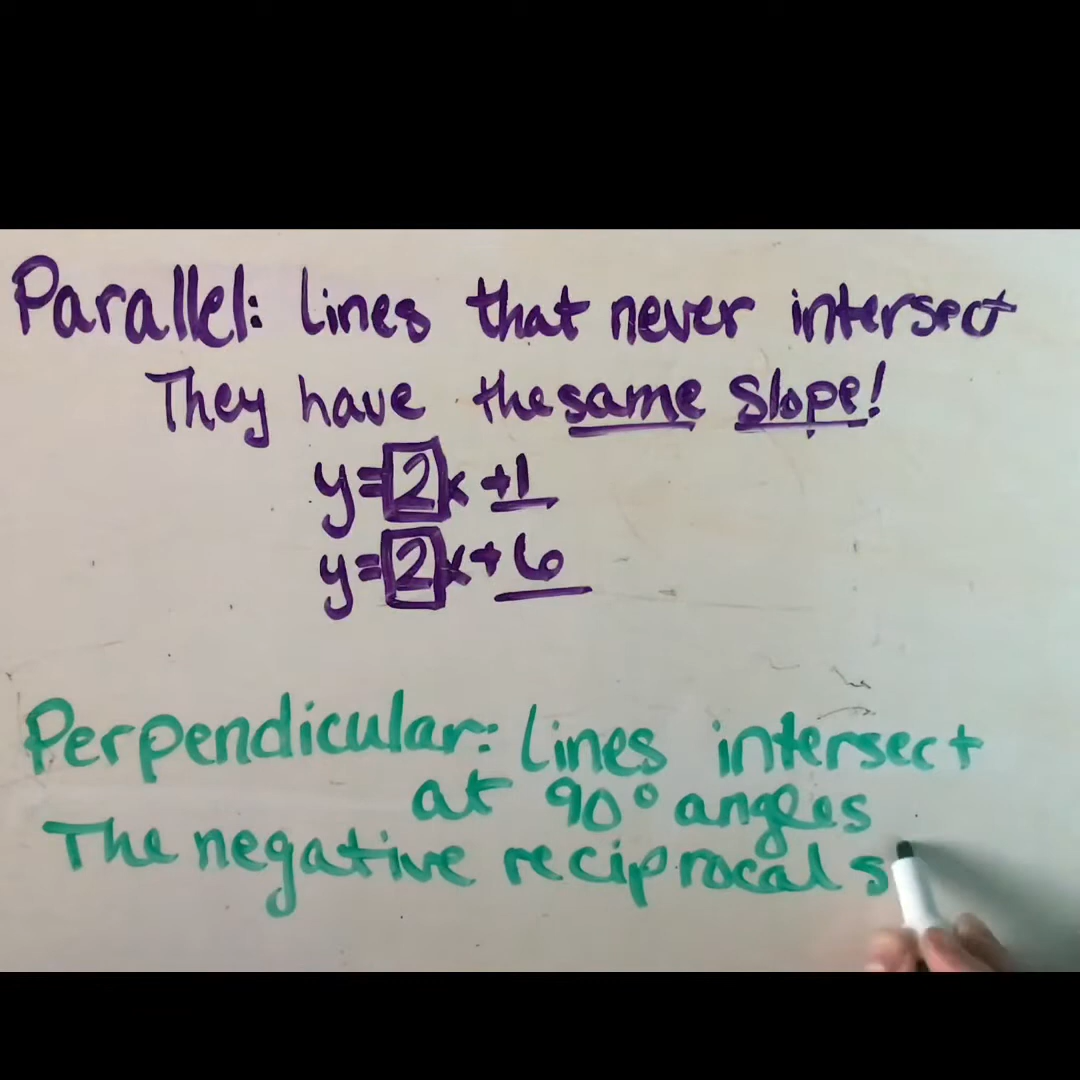 Parallel: lines that never intersect
They have the same slope!
y=2x+1
y=2x+6
Perpendicular: lines intersect
at 90° angles
The negative reciprocal s